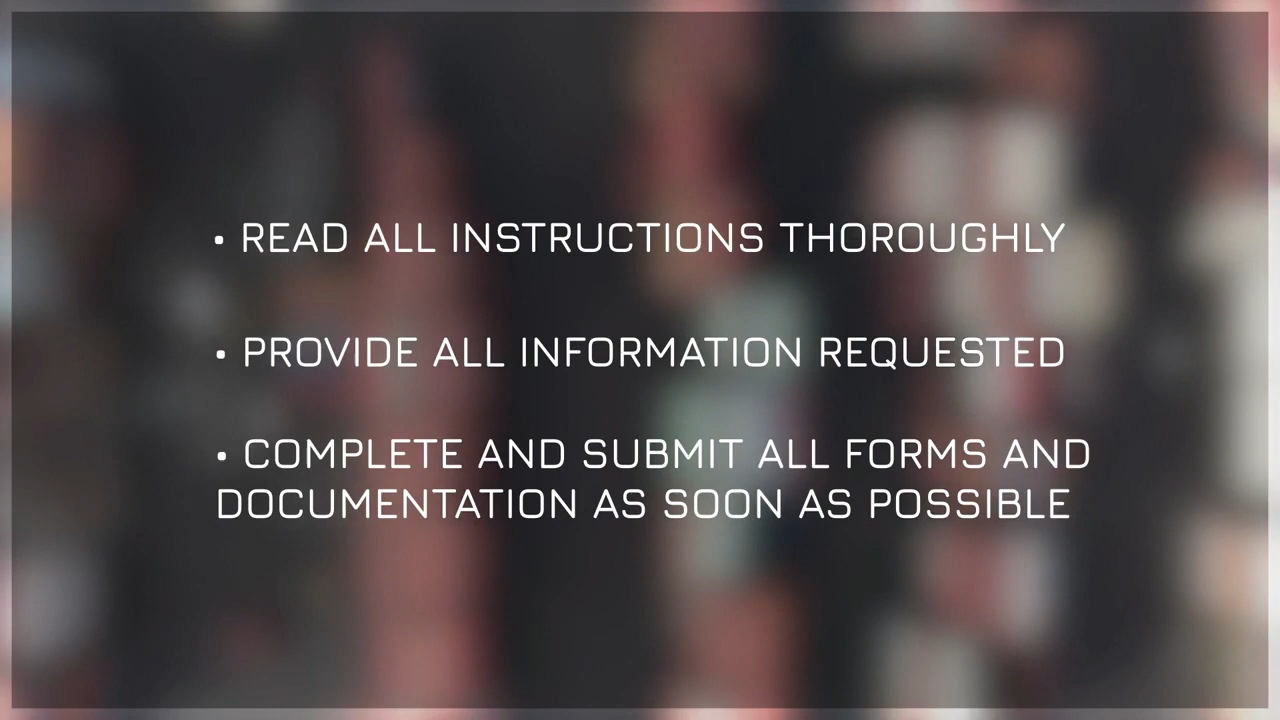 • READ ALL INSTRUCTIONS THOROUGHLY
• PROVIDE ALL INFORMATION REQUESTED
• COMPLETE AND SUBMIT ALL FORMS AND
DOCUMENTATION AS SOON AS POSSIBLE